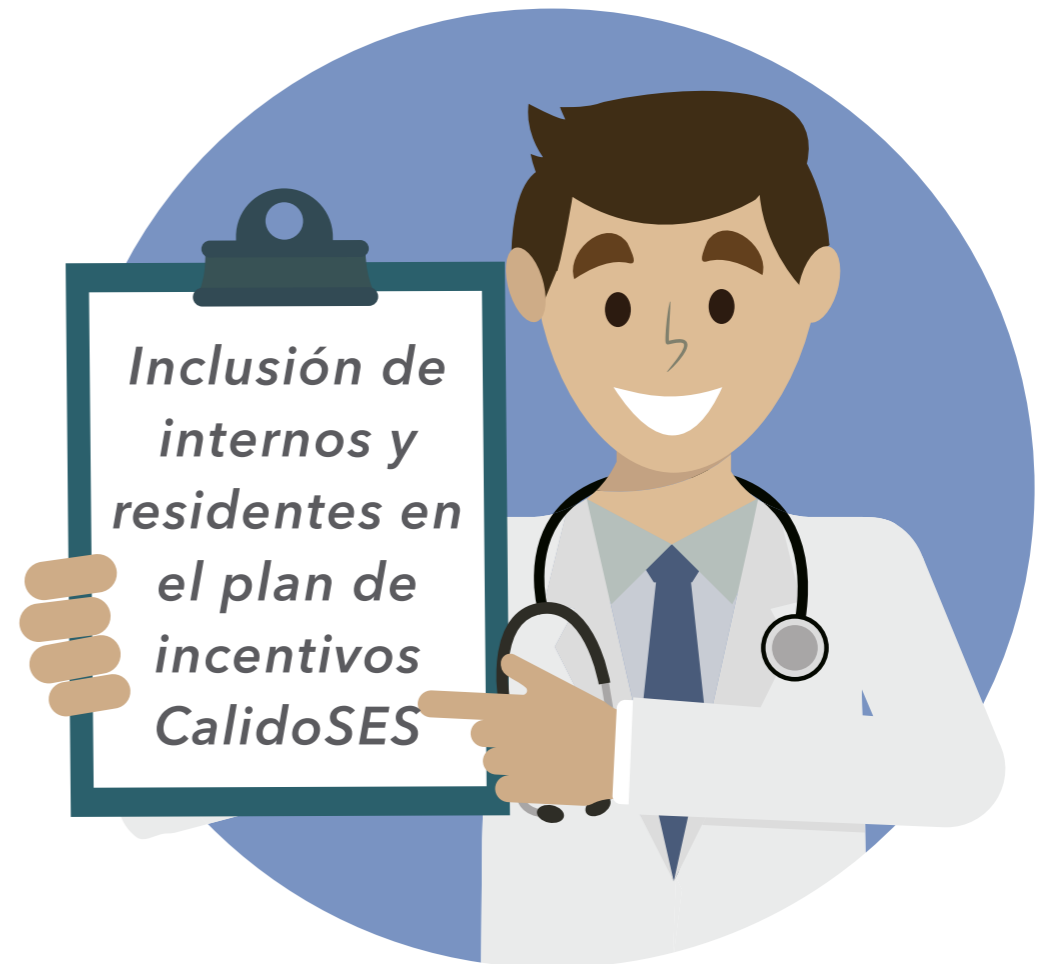 Inclusión de
internos y
residentes en
el plan de
incentivos
CalidoSES